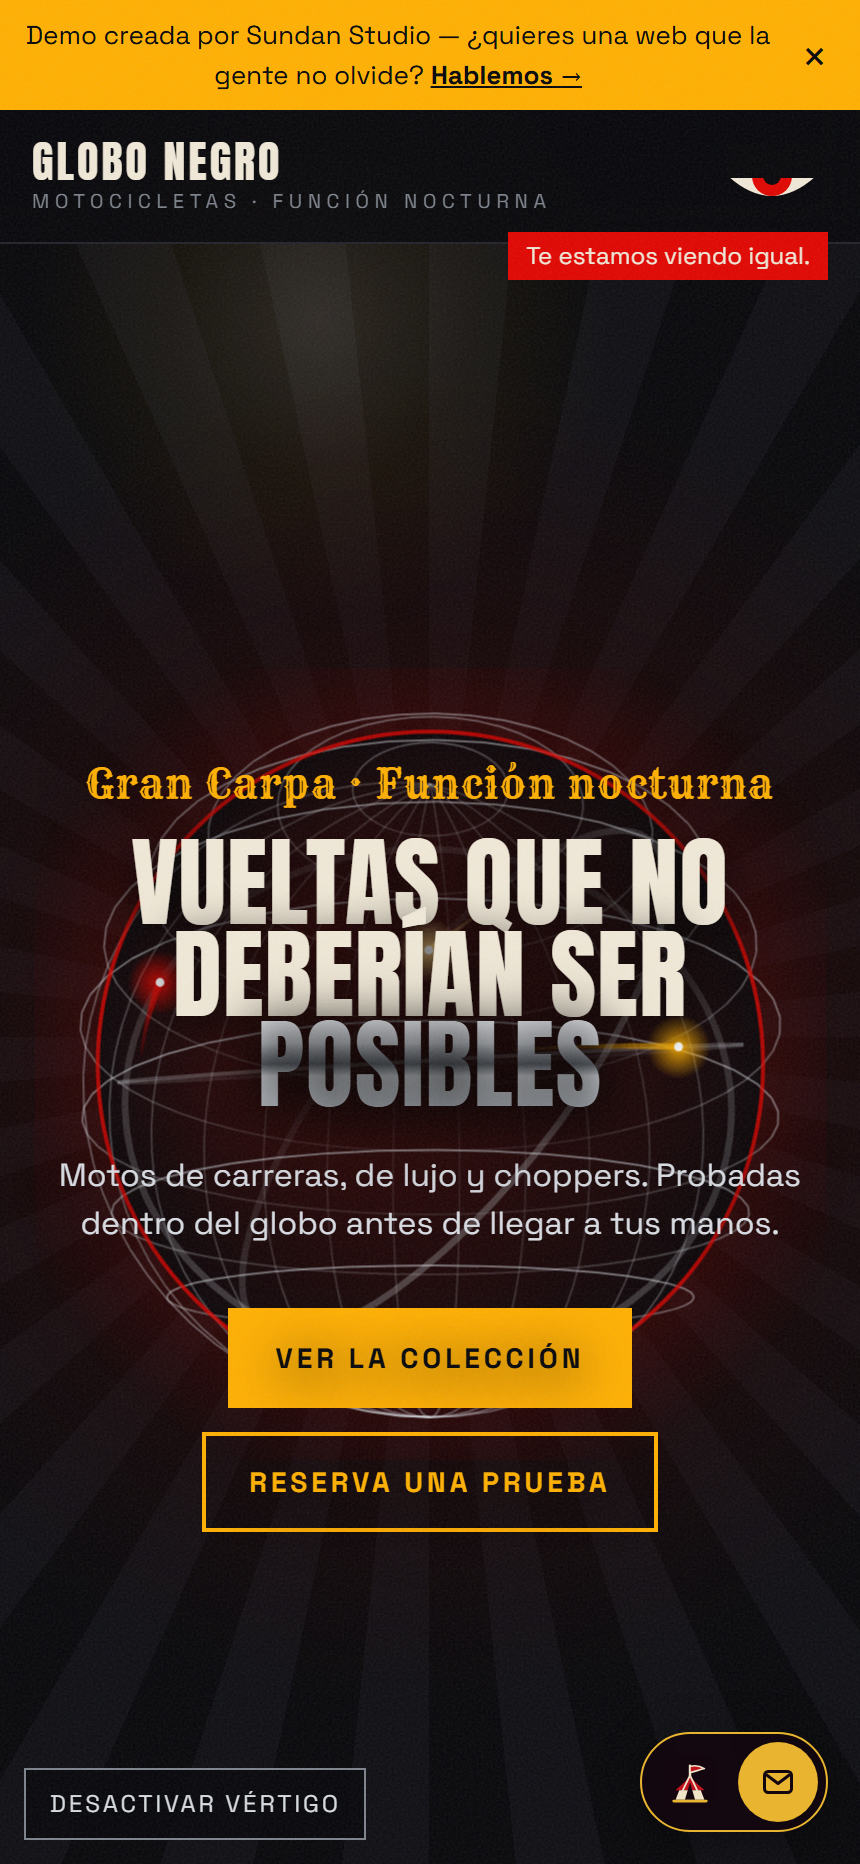 Demo creada por Sundan Studio — ¿quieres una web que la
gente no olvide? Hablemos →
✕
GLOBO NEGRO
MOTOCICLETAS · FUNCIÓN NOCTURNA
Te estamos viendo igual.
Gran Carpa · Función nocturna
VUELTAS QUE NO
DEBERÍAN SER
POSIBLES
Motos de carreras, de lujo y choppers. Probadas
dentro del globo antes de llegar a tus manos.
VER LA COLECCIÓN
RESERVA UNA PRUEBA
DESACTIVAR VÉRTIGO